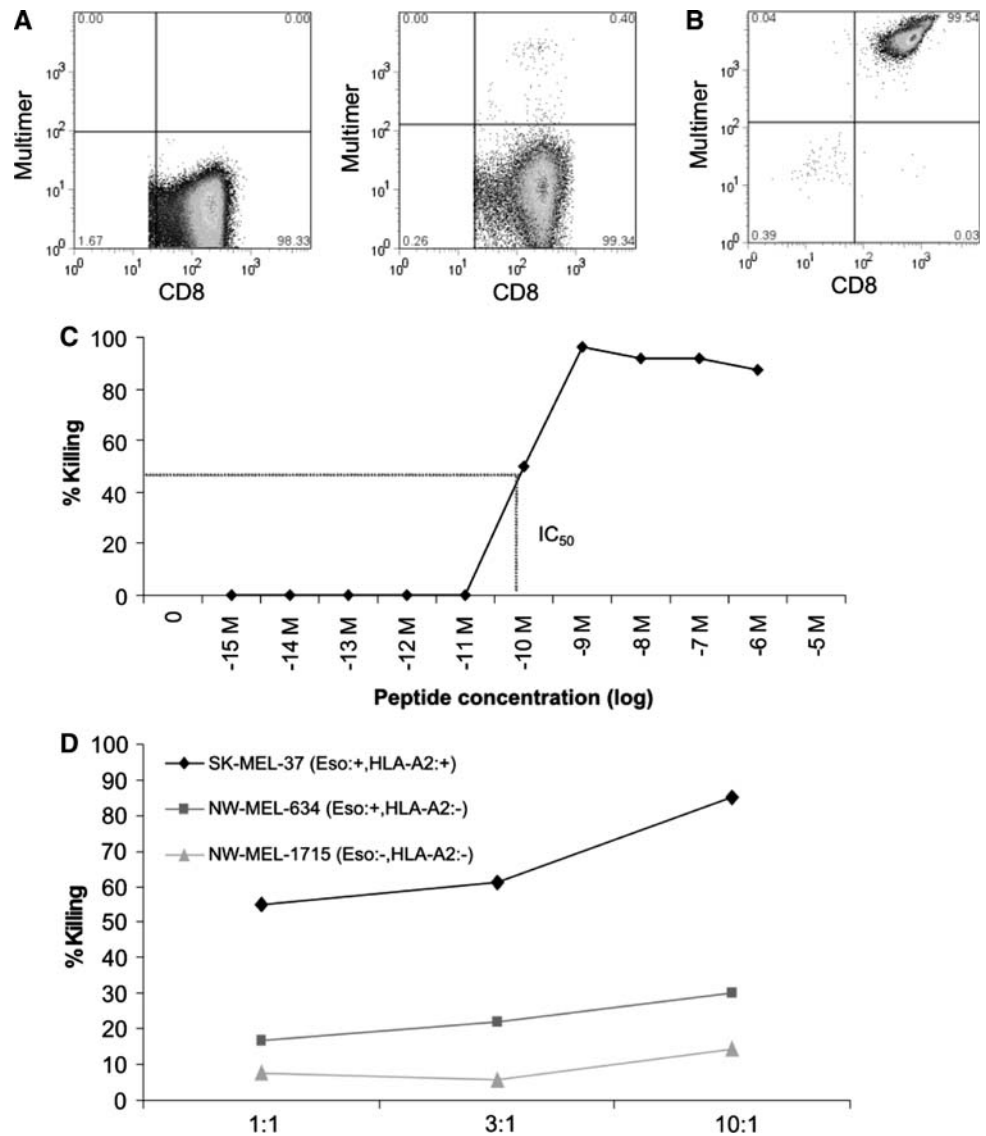 A
0.00 0.00
Multimer
10³
10²
10¹
10⁰
1.67 98.33
10⁰ 10¹ 10² 10³
CD8
0.00 0.40
Multimer
10³
10²
10¹
10⁰
0.26 99.34
10⁰ 10¹ 10² 10³
CD8
B
0.04 99.54
Multimer
10³
10²
10¹
10⁰
0.39 0.03
10⁰ 10¹ 10² 10³
CD8
C
%Killing
100
80
60
40
20
0
IC₅₀
0 -15 M -14 M -13 M -12 M -11 M -10 M -9 M -8 M -7 M -6 M -5 M
Peptide concentration (log)
D
%Killing
100
90
80
70
60
50
40
30
20
10
0
SK-MEL-37 (Eso:+,HLA-A2:+)
NW-MEL-634 (Eso:+,HLA-A2:-)
NW-MEL-1715 (Eso:-,HLA-A2:-)
1:1 3:1 10:1